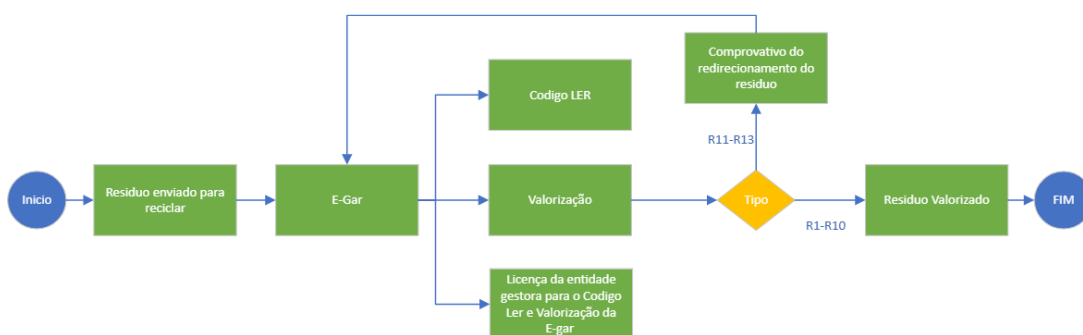 Comprovativo do
redirecionamento do
residuo
Codigo LER
R11-R13
Inicio
Residuo enviado para
reciclar
E-Gar
Valorização
Tipo
Residuo Valorizado
FIM
R1-R10
Licença da entidade
gestora para o Codigo
Ler e Valorização da
E-gar